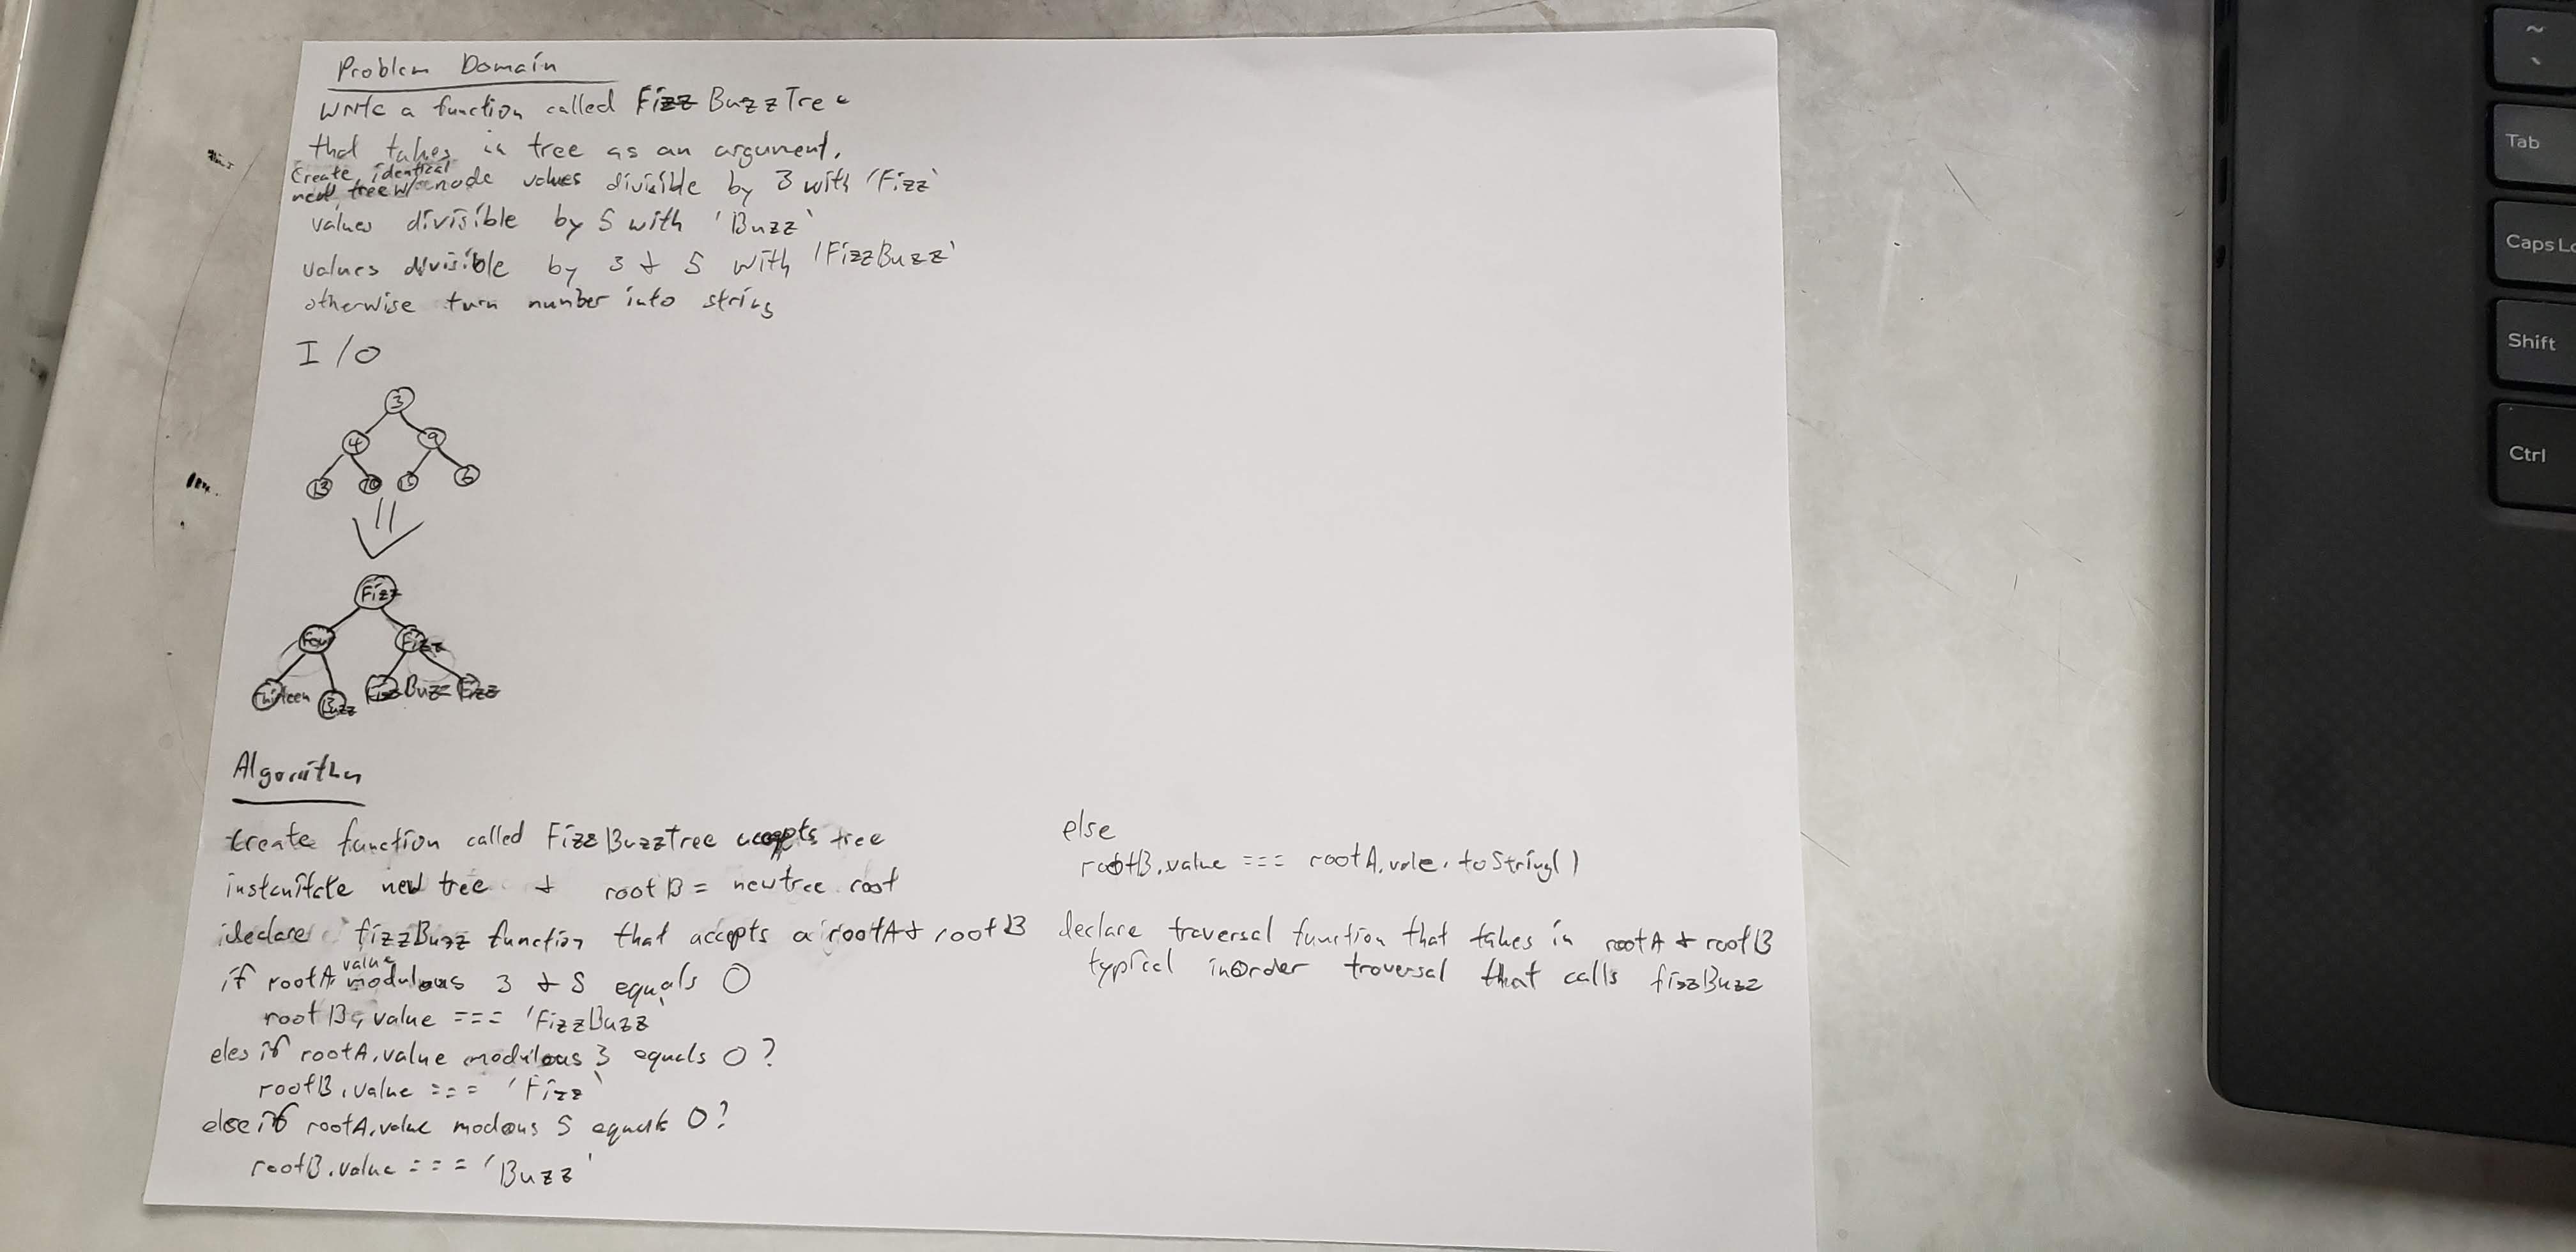 Problem Domain
Write a function called FizzBuzzTree
that takes in tree as an argument.
Create identical
new tree w/ node values divisible by 3 with 'Fizz'
values divisible by 5 with 'Buzz'
values divisible by 3 & 5 with 'FizzBuzz'
otherwise turn number into string
I/O
3
4 9
13 10 15 6
Fizz
Four Fizz
Thirteen Buzz FizzBuzz Fizz
Algorithm
create function called FizzBuzzTree accepts tree
instanitate new tree & rootB = newtree.root
declare fizzBuzz function that accepts a rootA & rootB
value
if rootA modulous 3 & 5 equals 0
rootB, value === 'FizzBuzz'
eles if rootA.value modulous 3 equals 0?
rootB.value === 'Fizz'
else if rootA.value modous 5 equals 0?
rootB.value === 'Buzz'
else
rootB.value === rootA.vale.toString()
declare traversal function that takes in rootA & rootB
typical inOrder traversal that calls fizzBuzz
~
`
Tab
Caps Lo
Shift
Ctrl